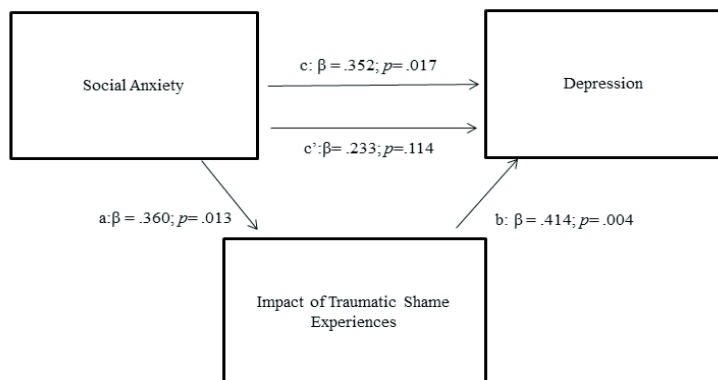 Social Anxiety
c: β = .352; p= .017
Depression
c’:β= .233; p=.114
a:β = .360; p=.013
b: β = .414; p=.004
Impact of Traumatic Shame
Experiences